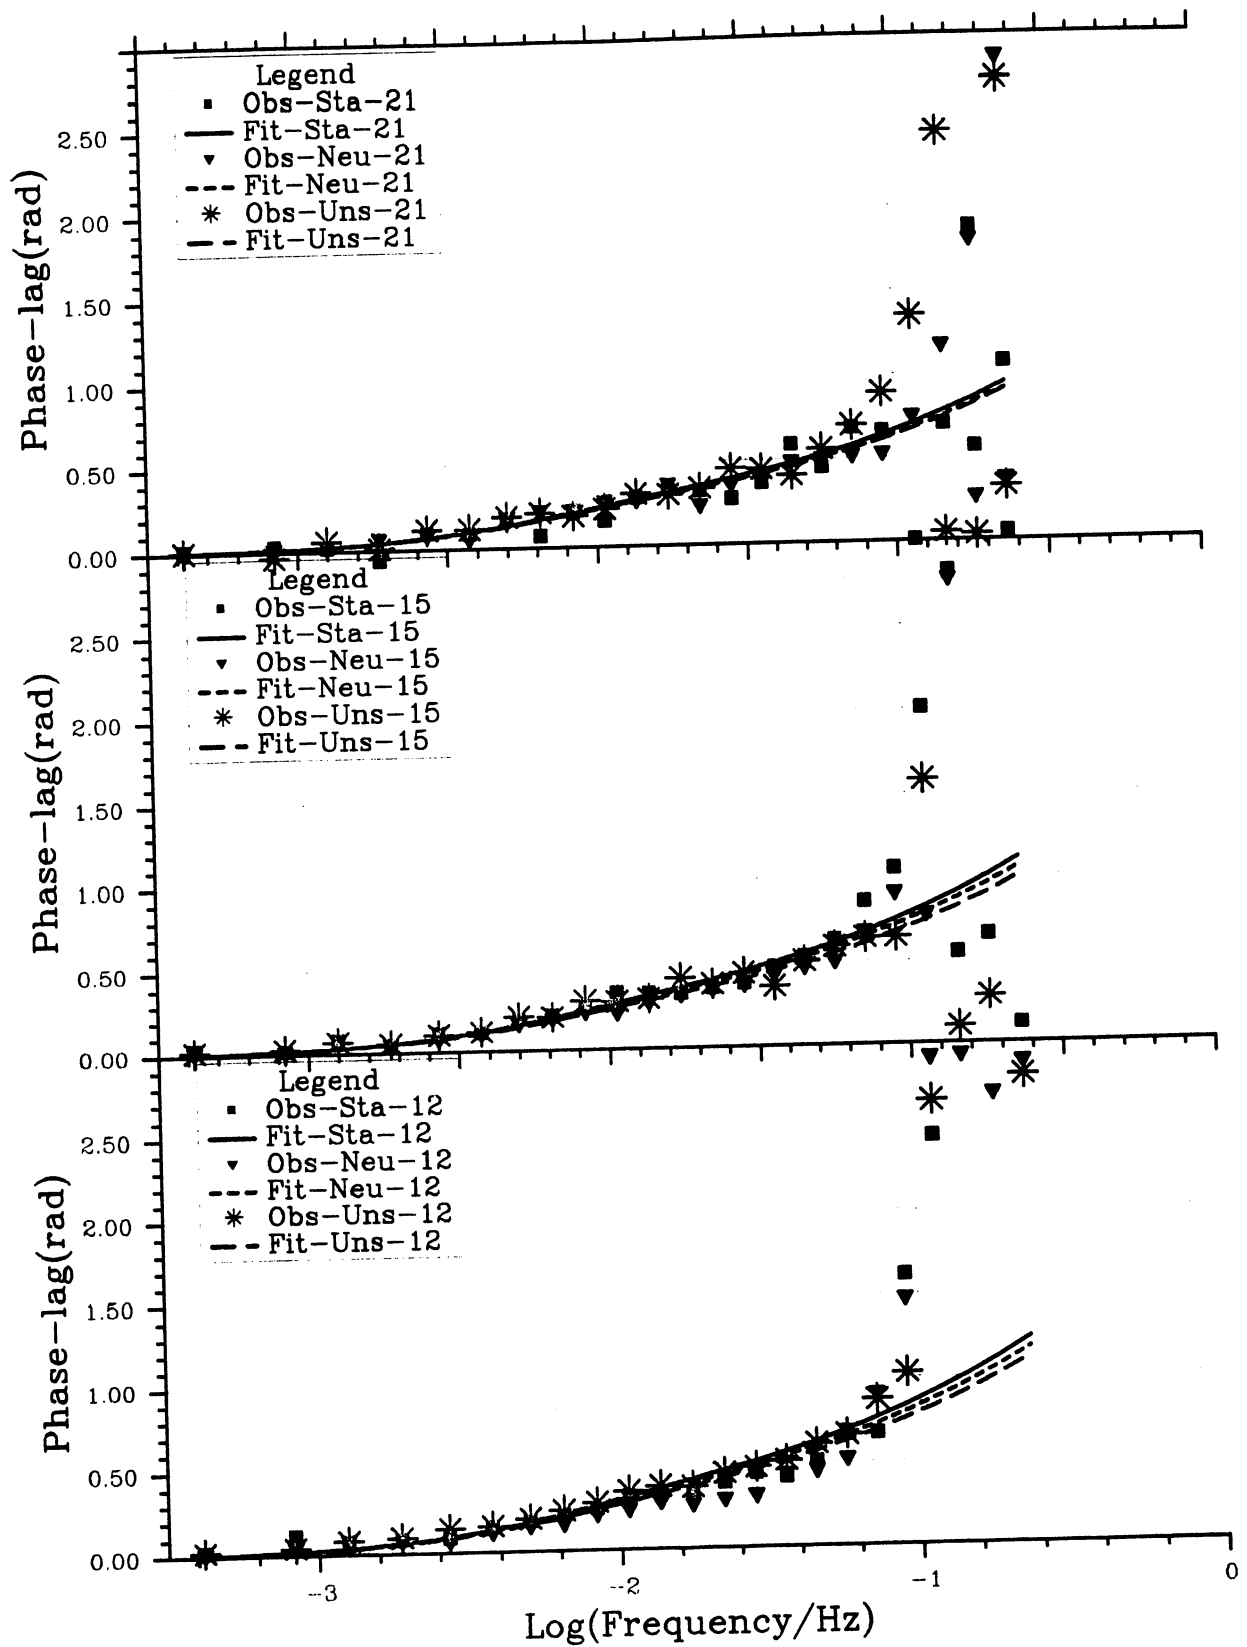 Legend
Obs-Sta-21
Fit-Sta-21
Obs-Neu-21
Fit-Neu-21
Obs-Uns-21
Fit-Uns-21
2.50
2.00
1.50
1.00
0.50
0.00
Phase-lag(rad)
Legend
Obs-Sta-15
Fit-Sta-15
Obs-Neu-15
Fit-Neu-15
Obs-Uns-15
Fit-Uns-15
2.50
2.00
1.50
1.00
0.50
0.00
Phase-lag(rad)
Legend
Obs-Sta-12
Fit-Sta-12
Obs-Neu-12
Fit-Neu-12
Obs-Uns-12
Fit-Uns-12
2.50
2.00
1.50
1.00
0.50
0.00
Phase-lag(rad)
-3 -2 -1 0
Log(Frequency/Hz)